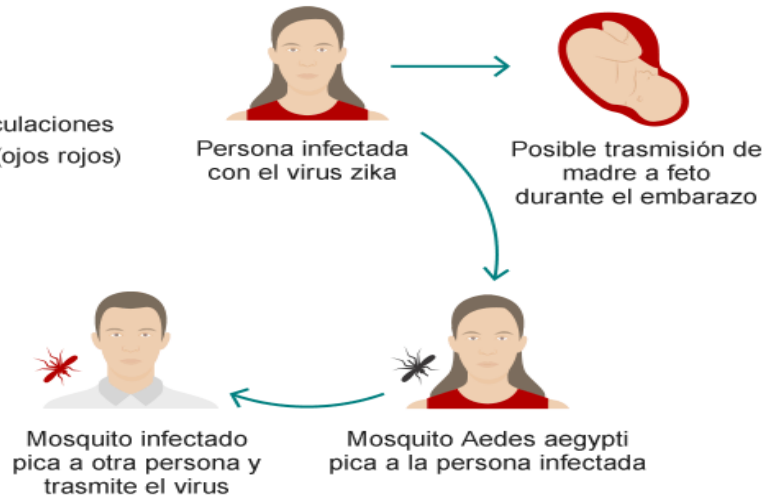 culaciones
(ojos rojos)
Persona infectada
con el virus zika
Posible trasmisión de
madre a feto
durante el embarazo
Mosquito infectado
pica a otra persona y
trasmite el virus
Mosquito Aedes aegypti
pica a la persona infectada